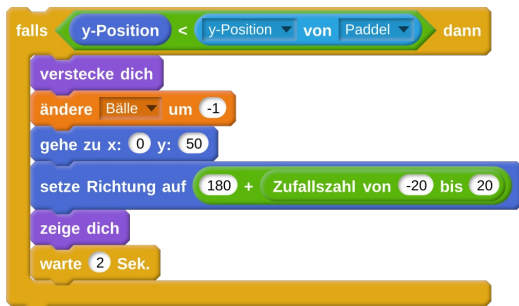 falls y-Position < y-Position von Paddel dann
verstecke dich
ändere Bälle um -1
gehe zu x: 0 y: 50
setze Richtung auf 180 + Zufallszahl von -20 bis 20
zeige dich
warte 2 Sek.